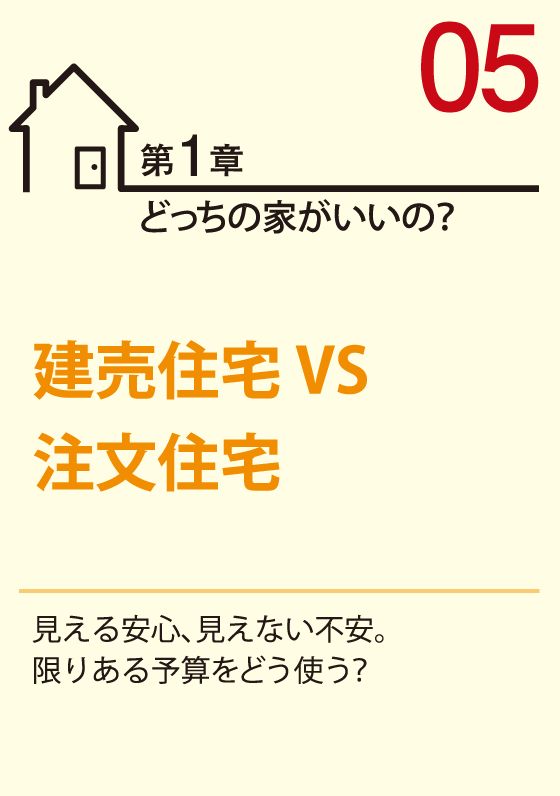 05
第1章
どっちの家がいいの?
建売住宅 VS
注文住宅
見える安心、見えない不安。
限りある予算をどう使う?